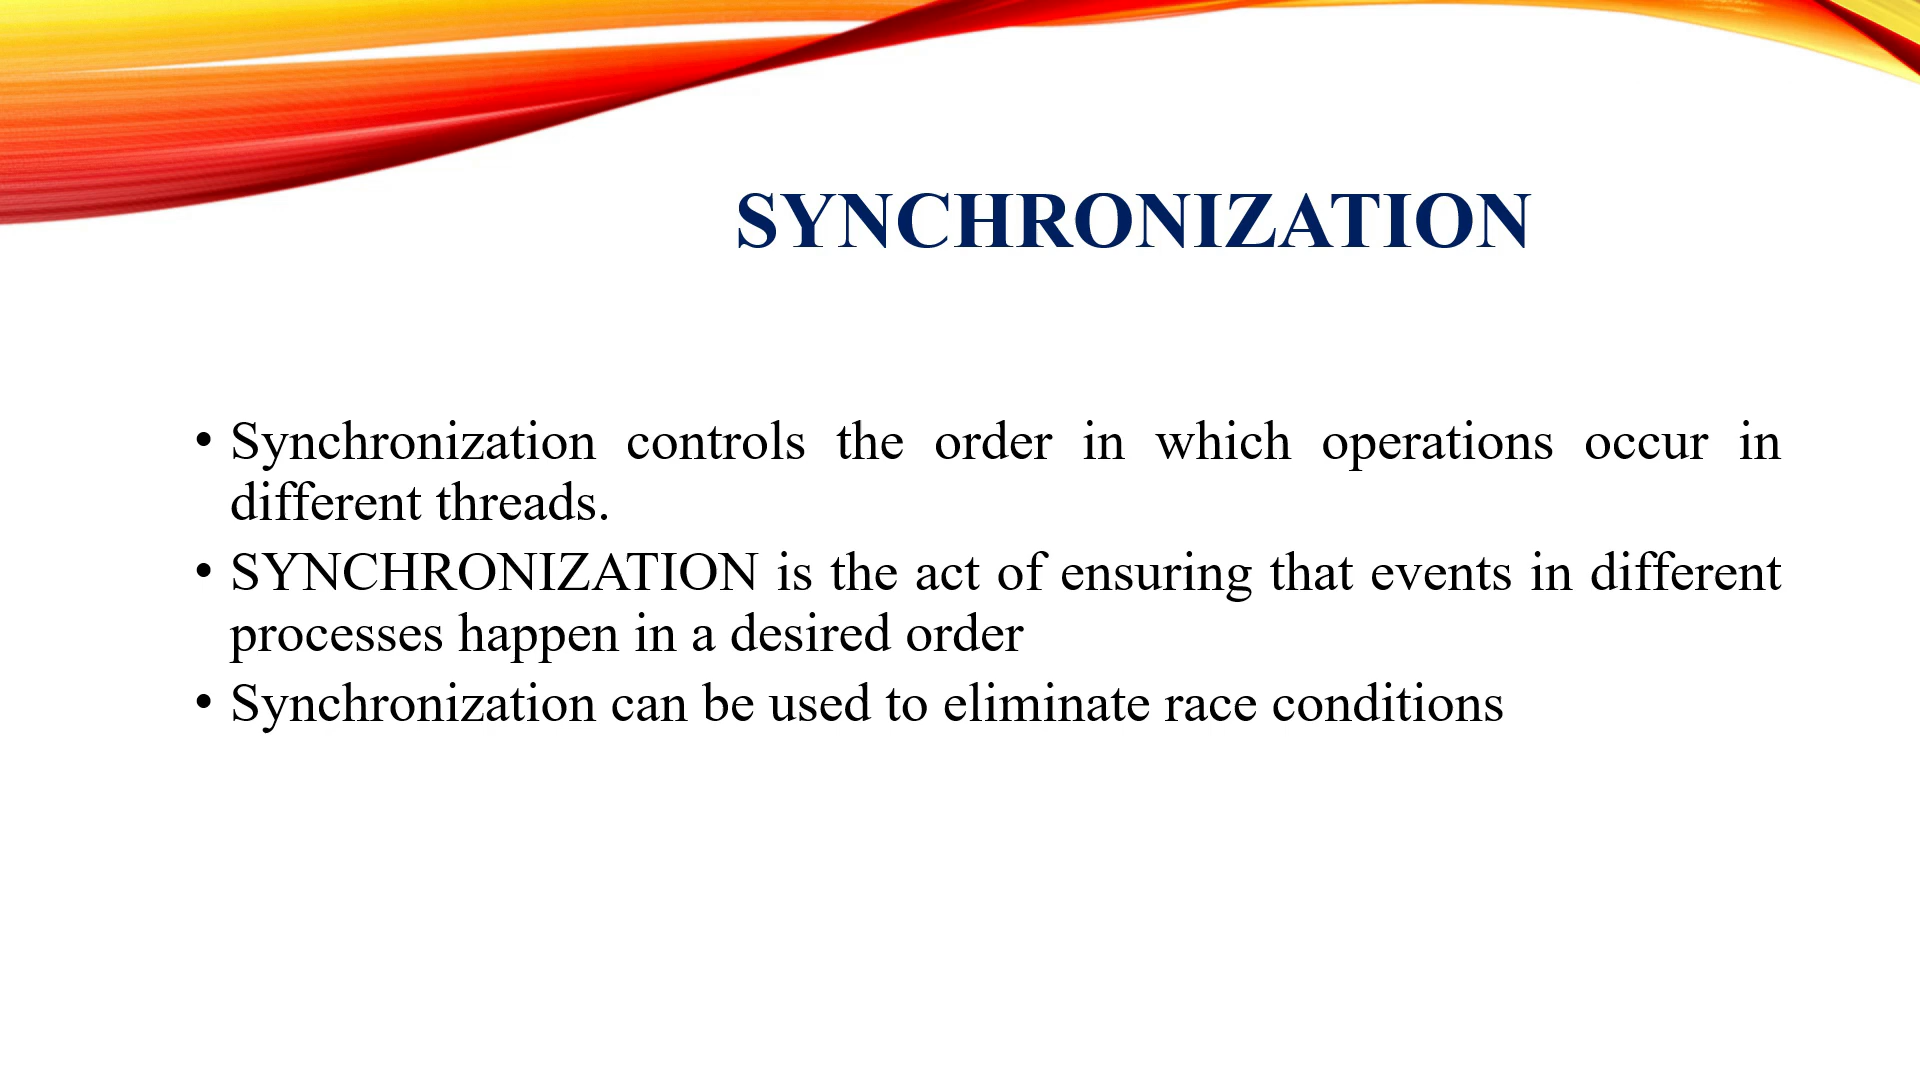 SYNCHRONIZATION
• Synchronization controls the order in which operations occur in
different threads.
• SYNCHRONIZATION is the act of ensuring that events in different
processes happen in a desired order
• Synchronization can be used to eliminate race conditions